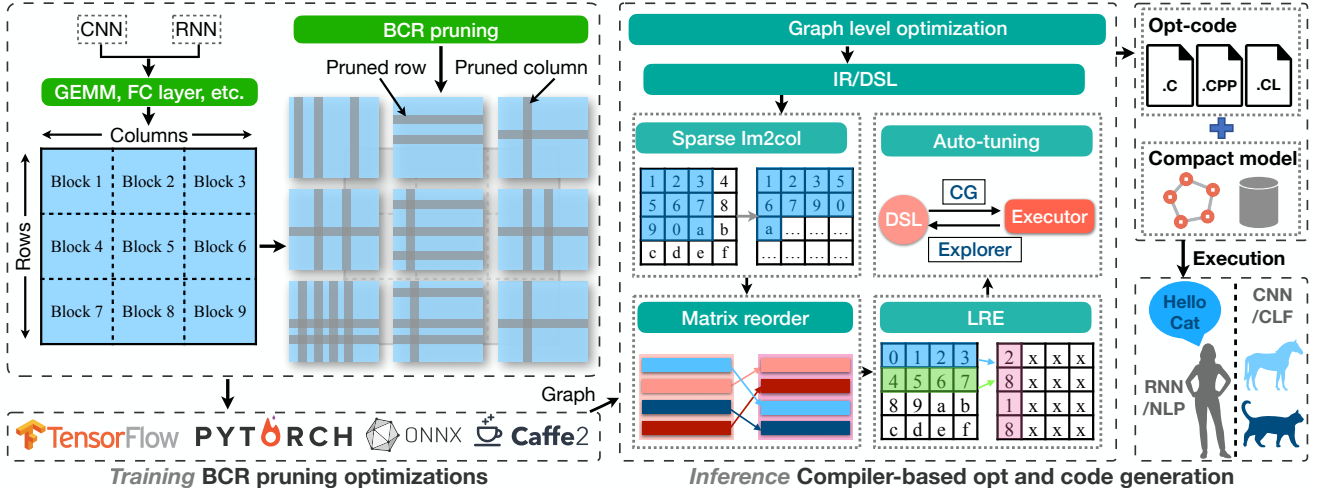 CNN RNN
GEMM, FC layer, etc.
Columns
Rows
Block 1 Block 2 Block 3
Block 4 Block 5 Block 6
Block 7 Block 8 Block 9
BCR pruning
Pruned row Pruned column
TensorFlow PYTORCH ONNX Caffe2
Training BCR pruning optimizations
Graph
Graph level optimization
IR/DSL
Sparse Im2col
1 2 3 4
5 6 7 8
9 0 a b
c d e f
1 2 3 5
6 7 9 0
a ... ... ...
... ... ... ...
Auto-tuning
DSL
CG
Explorer
Executor
Matrix reorder
LRE
0 1 2 3
4 5 6 7
8 9 a b
c d e f
2 x x x
8 x x x
1 x x x
8 x x x
Inference Compiler-based opt and code generation
Opt-code
.C .CPP .CL
Compact model
Execution
Hello
Cat
RNN
/NLP
CNN
/CLF